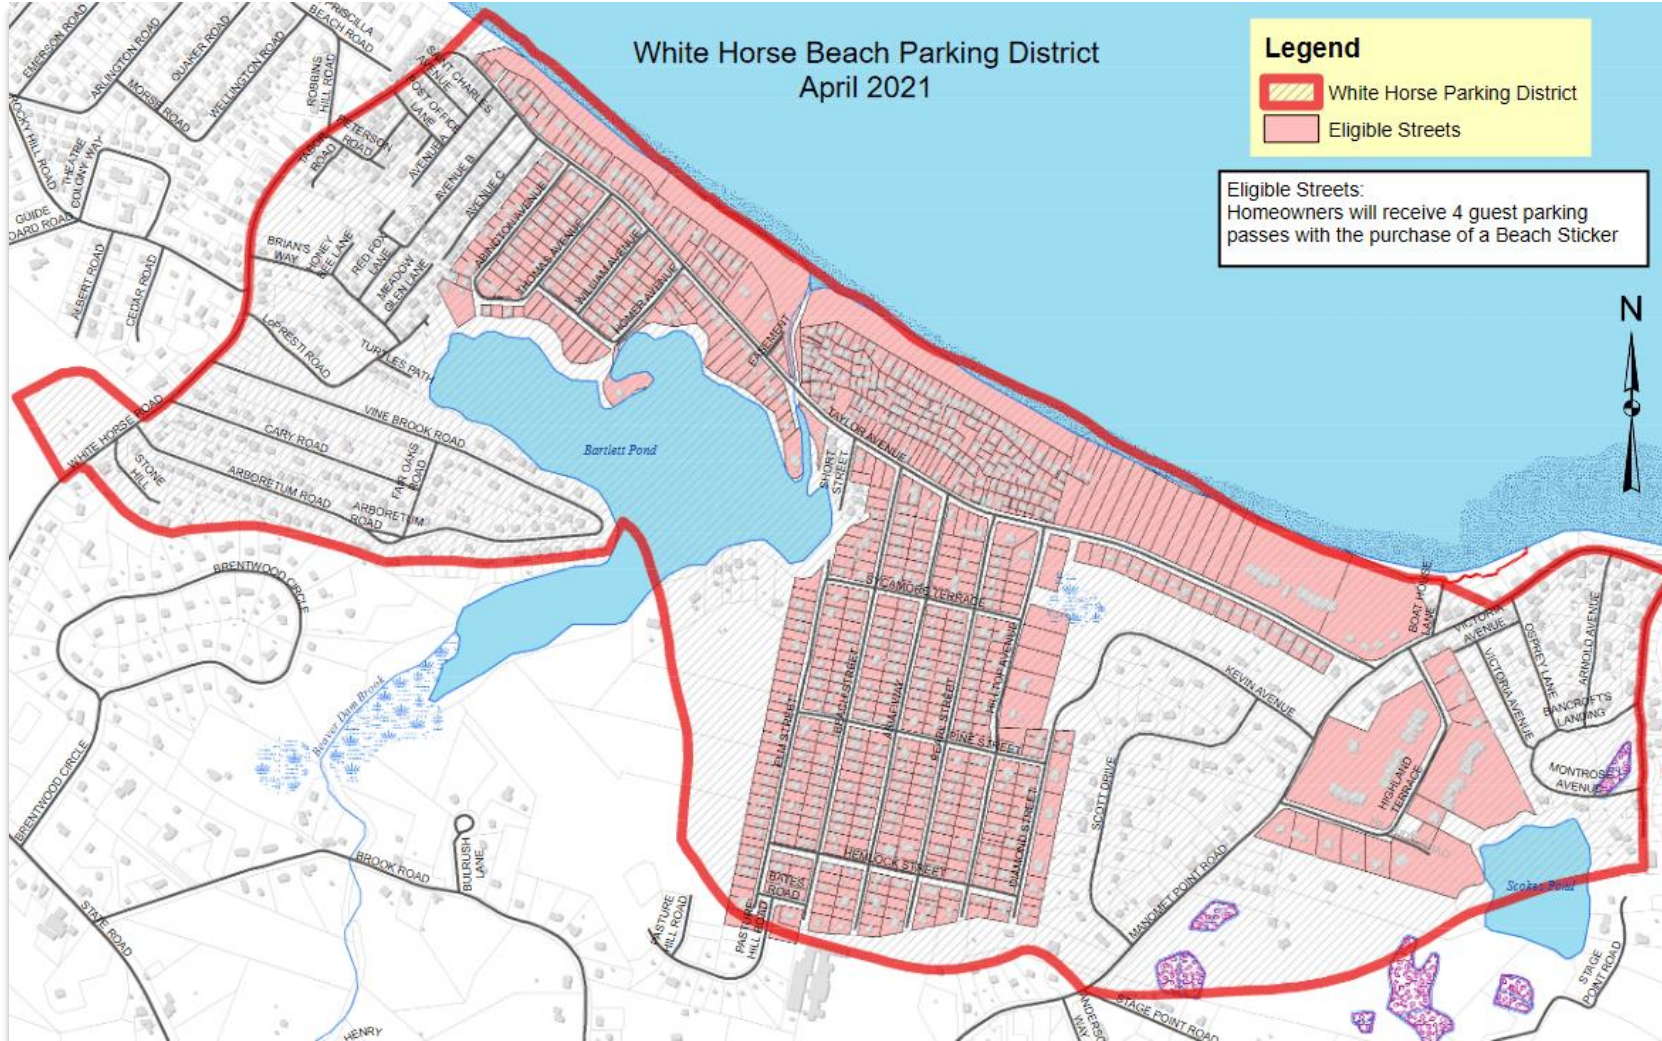 White Horse Beach Parking District
April 2021
Legend
White Horse Parking District
Eligible Streets
Eligible Streets:
Homeowners will receive 4 guest parking
passes with the purchase of a Beach Sticker
N
EMERSON ROAD
ARLINGTON ROAD
QUAKER ROAD
MORSE ROAD
WELLINGTON ROAD
PRISCILLA
BEACH ROAD
ROBBINS
HILL ROAD
ROCKY HILL ROAD
THEATRE
COLONY WAY
GUIDE
OARD ROAD
ALBERT ROAD
CEDAR ROAD
TABOR
ROAD
PETERSON
ROAD
SAINT CHARLES
AVENUE
POST OFFICE
LANE
AVENUE A
AVENUE B
AVENUE C
BRIAN'S
WAY
HONEY
BEE LANE
RED FOX
LANE
MEADOW
GLEN LANE
ARLINGTON AVENUE
THOMAS AVENUE
WILLIAM AVENUE
HOMER AVENUE
EASEMENT
LoPRESTI ROAD
TURTLES PATH
VINE BROOK ROAD
WHITE HORSE ROAD
CARY ROAD
STONE
HILL
ARBORETUM ROAD
FAIR OAKS
ROAD
ARBORETUM
ROAD
Bartlett Pond
TAYLOR AVENUE
SHORT
STREET
BRENTWOOD CIRCLE
SYCAMORE TERRACE
BOAT HOUSE
LANE
VICTORIA
AVENUE
OSPREY LANE
ARNOLD AVENUE
VICTORIA AVENUE
BANCROFT'S
LANDING
MONTROSE
AVENUE
KEVIN AVENUE
Beaver Dam Brook
ELM STREET
BEACH STREET
PEARL STREET
HILLTOP AVENUE
PINE STREET
SCOTT DRIVE
HIGHLAND
TERRACE
BRENTWOOD CIRCLE
DIAMOND STREET
HEMLOCK STREET
BATES
ROAD
BROOK ROAD
BULRUSH
LANE
STATE ROAD
PASTURE
HILL ROAD
PASTURE
HILL ROAD
MANOMET POINT ROAD
Scokes Pond
STAGE
POINT ROAD
STAGE POINT ROAD
ANDERSO
WAY
HENRY